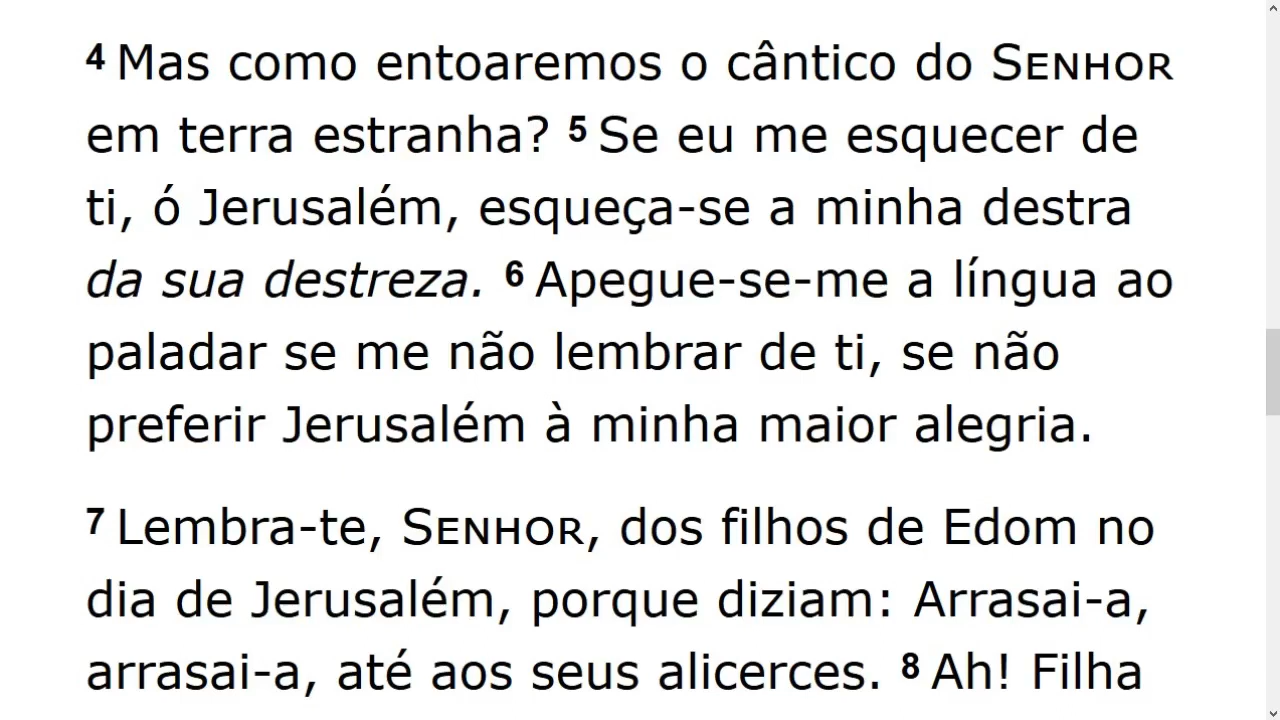 4 Mas como entoaremos o cântico do SENHOR
em terra estranha? 5 Se eu me esquecer de
ti, ó Jerusalém, esqueça-se a minha destra
da sua destreza. 6 Apegue-se-me a língua ao
paladar se me não lembrar de ti, se não
preferir Jerusalém à minha maior alegria.
7 Lembra-te, SENHOR, dos filhos de Edom no
dia de Jerusalém, porque diziam: Arrasai-a,
arrasai-a, até aos seus alicerces. 8 Ah! Filha